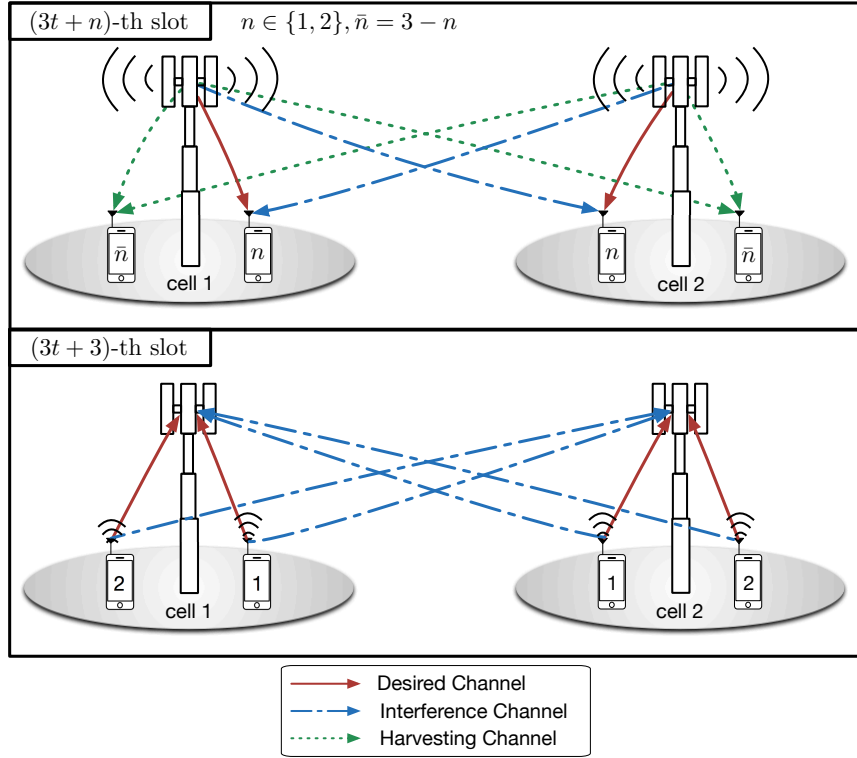 (3t + n)-th slot n ∈ {1, 2}, n̄ = 3 − n
n̄ n n n̄
cell 1 cell 2
(3t + 3)-th slot
2 1 1 2
cell 1 cell 2
Desired Channel
Interference Channel
Harvesting Channel